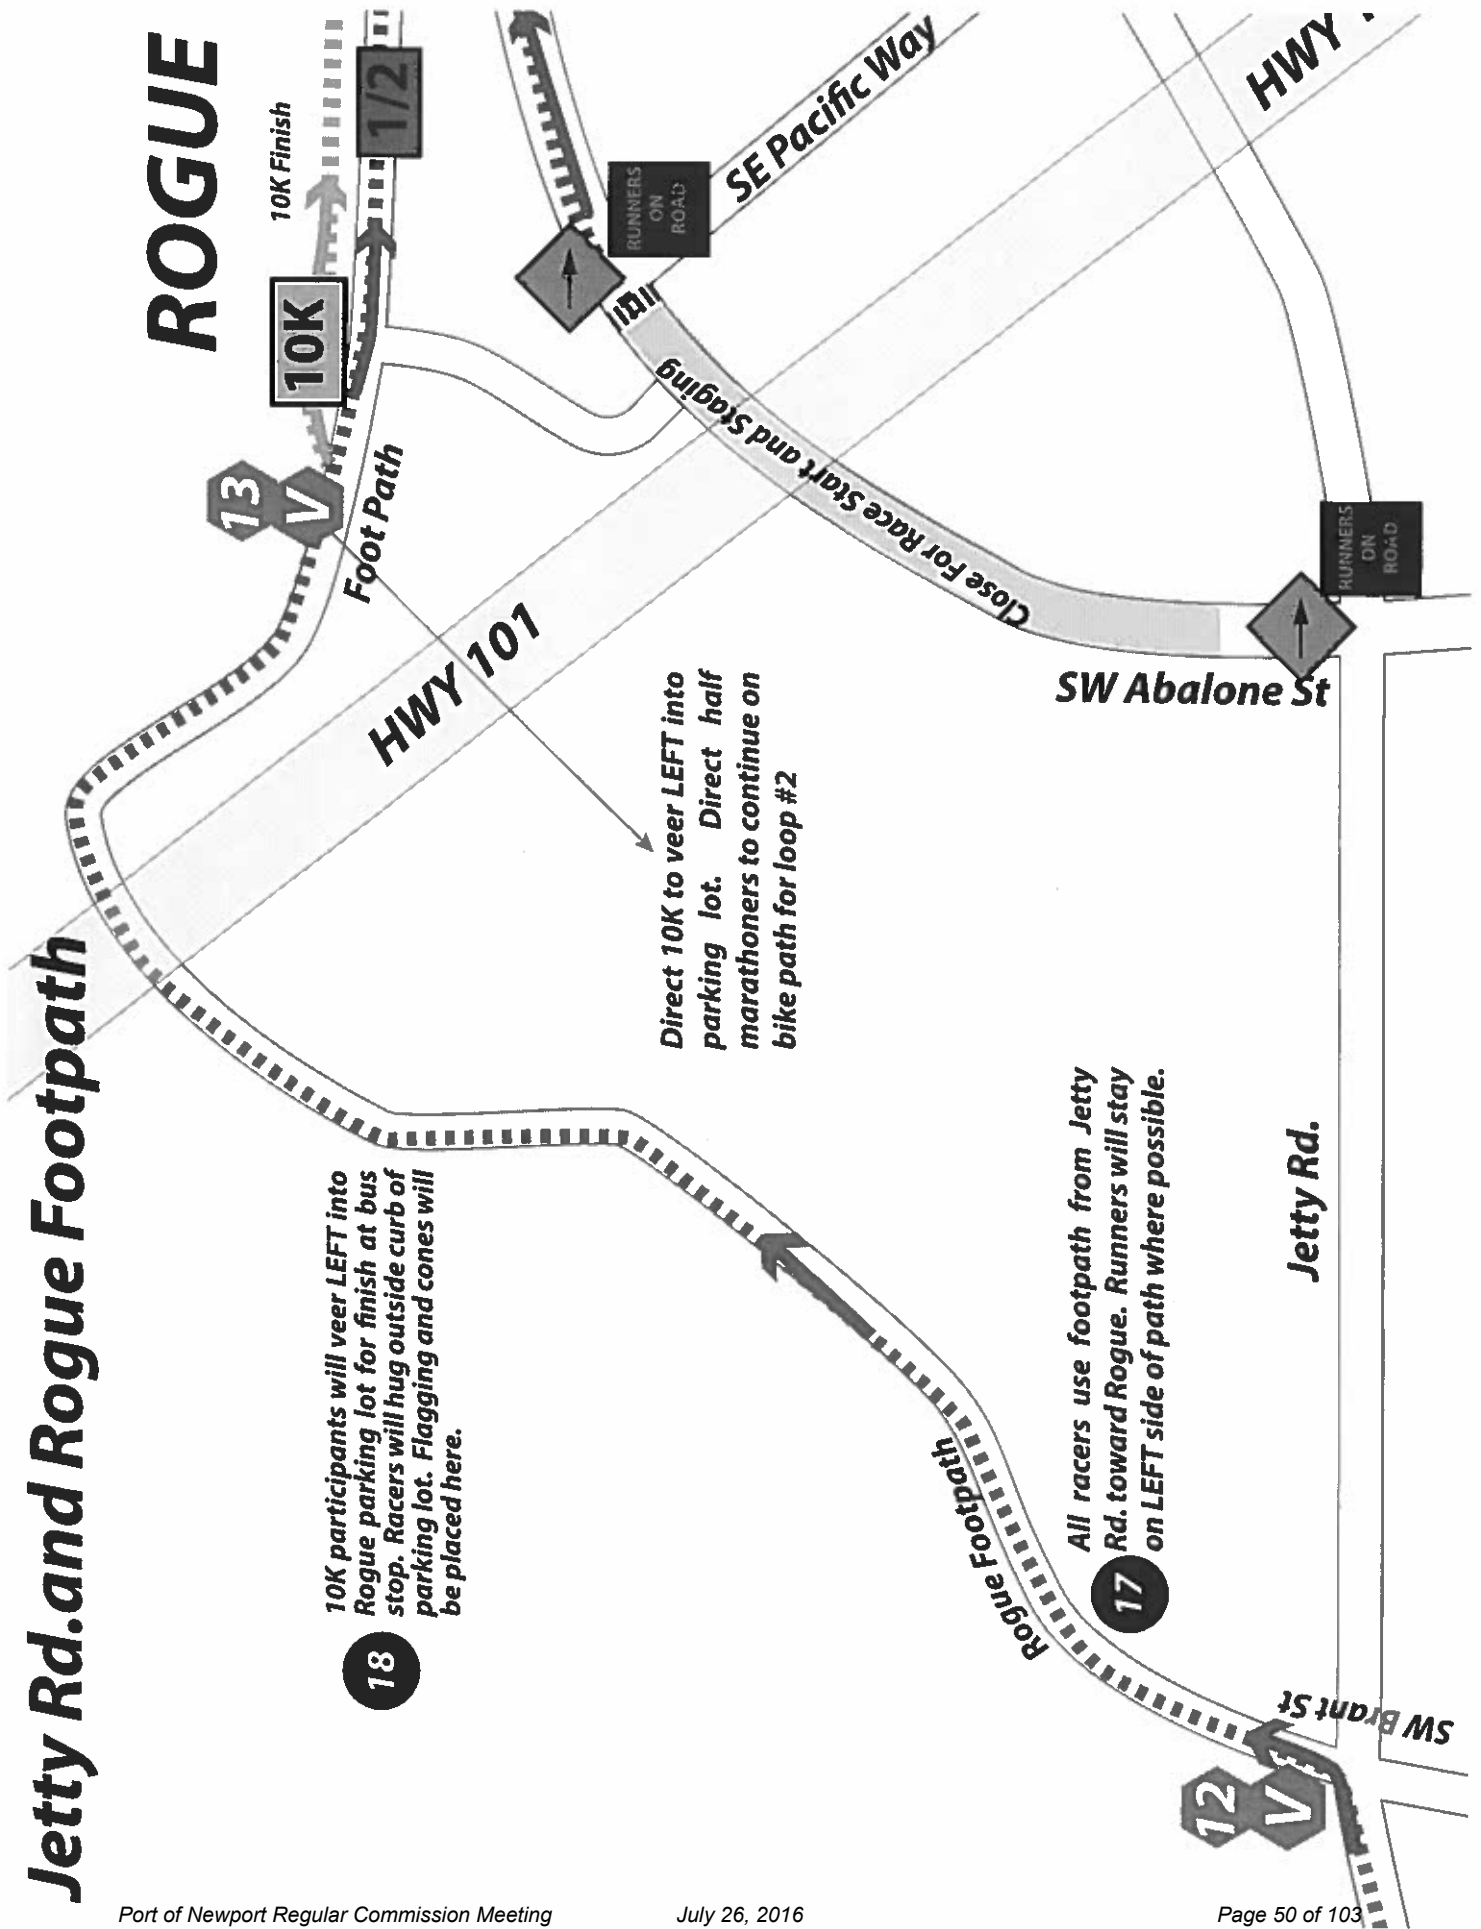 Jetty Rd.and Rogue Footpath
ROGUE
10K Finish
10K
1/2
13
V
Foot Path
HWY 101
18
10K participants will veer LEFT into
Rogue parking lot for finish at bus
stop. Racers will hug outside curb of
parking lot. Flagging and cones will
be placed here.
Direct 10K to veer LEFT into
parking lot. Direct half
marathoners to continue on
bike path for loop #2
RUNNERS
ON
ROAD
SE Pacific Way
HWY
Close For Race Start and Staging
SW Abalone St
RUNNERS
ON
ROAD
Rogue Footpath
17
All racers use footpath from Jetty
Rd. toward Rogue. Runners will stay
on LEFT side of path where possible.
Jetty Rd.
12
V
SW Brant St
Port of Newport Regular Commission Meeting
July 26, 2016
Page 50 of 103